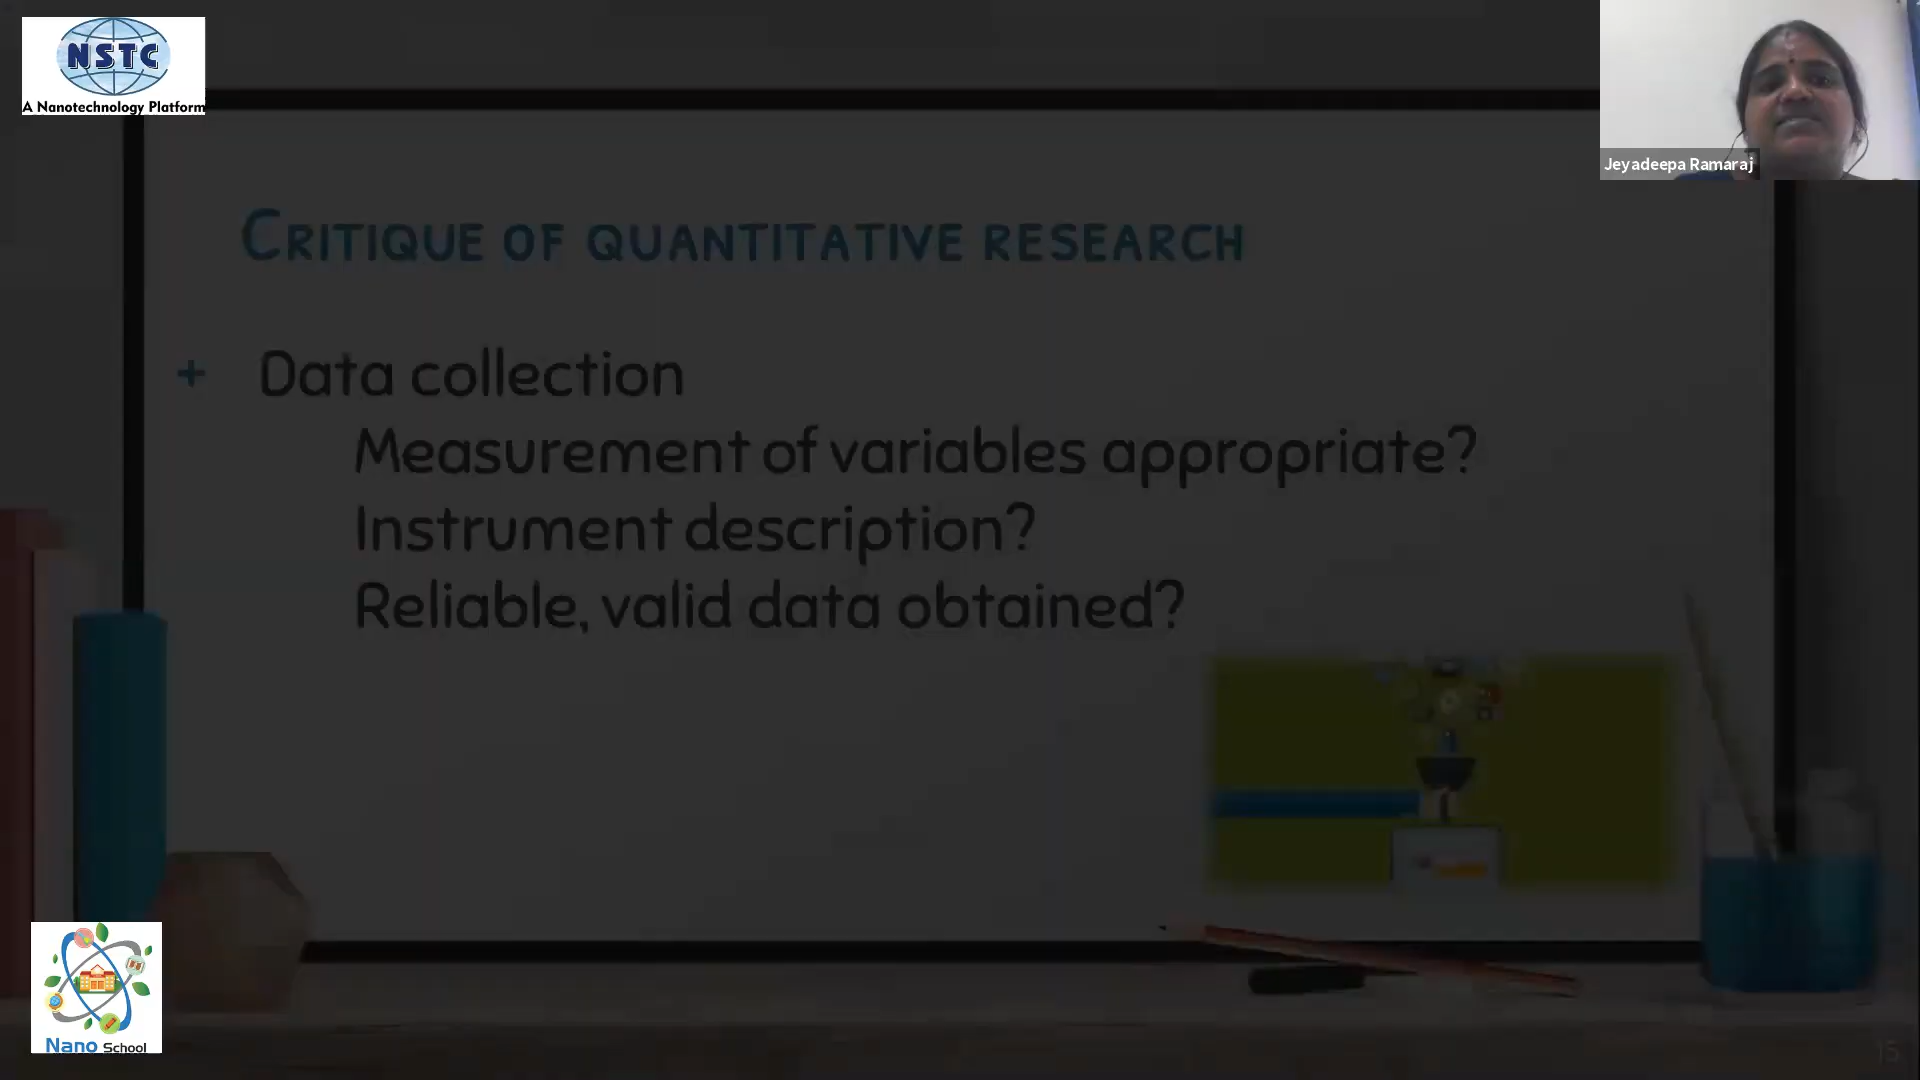 NSTC
A Nanotechnology Platform
Jeyadeepa Ramaraj
Critique of quantitative research
+ Data collection
Measurement of variables appropriate?
Instrument description?
Reliable, valid data obtained?
Nano School
15